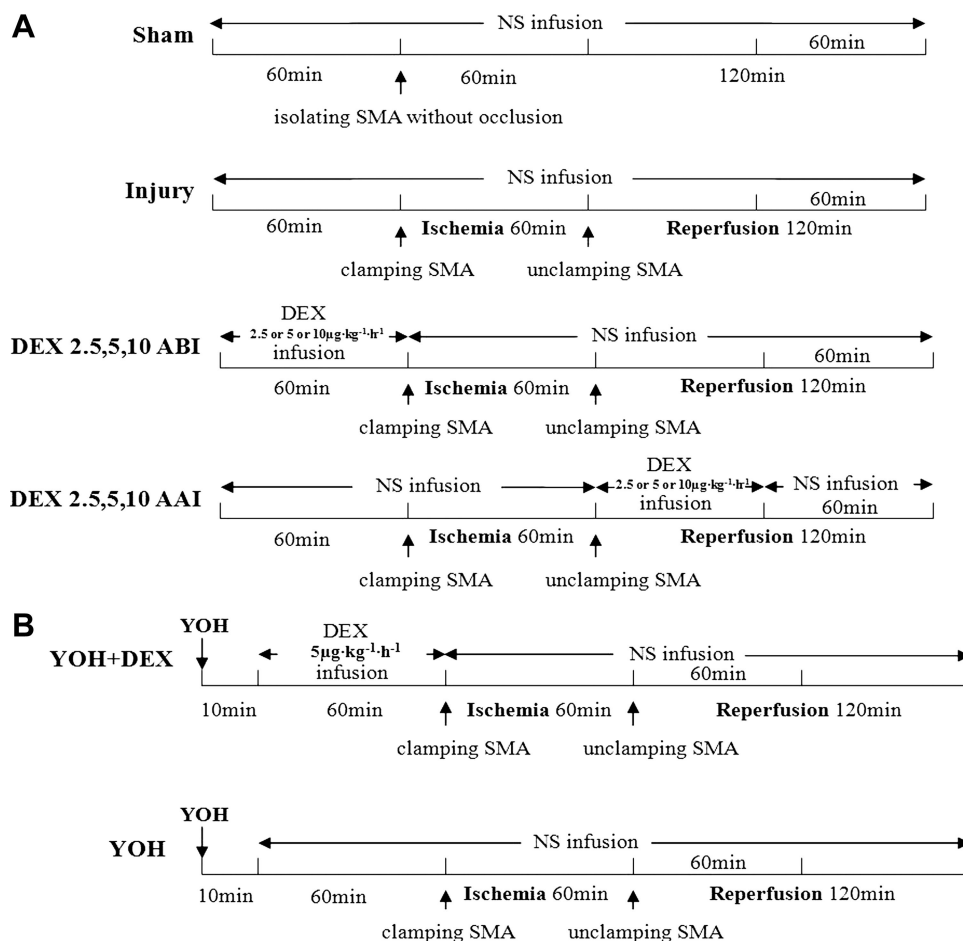 A
Sham
NS infusion
60min
60min
60min
120min
isolating SMA without occlusion
Injury
NS infusion
60min
60min
Ischemia 60min
Reperfusion 120min
clamping SMA
unclamping SMA
DEX 2.5,5,10 ABI
DEX
2.5 or 5 or 10µg·kg⁻¹·hr¹
infusion
NS infusion
60min
60min
Ischemia 60min
Reperfusion 120min
clamping SMA
unclamping SMA
DEX 2.5,5,10 AAI
NS infusion
DEX
2.5 or 5 or 10µg·kg⁻¹·hr¹
infusion
NS infusion
60min
60min
Ischemia 60min
Reperfusion 120min
clamping SMA
unclamping SMA
B
YOH
YOH+DEX
DEX
5µg·kg⁻¹·h⁻¹
infusion
NS infusion
60min
10min
60min
Ischemia 60min
Reperfusion 120min
clamping SMA
unclamping SMA
YOH
YOH
NS infusion
60min
10min
60min
Ischemia 60min
Reperfusion 120min
clamping SMA
unclamping SMA